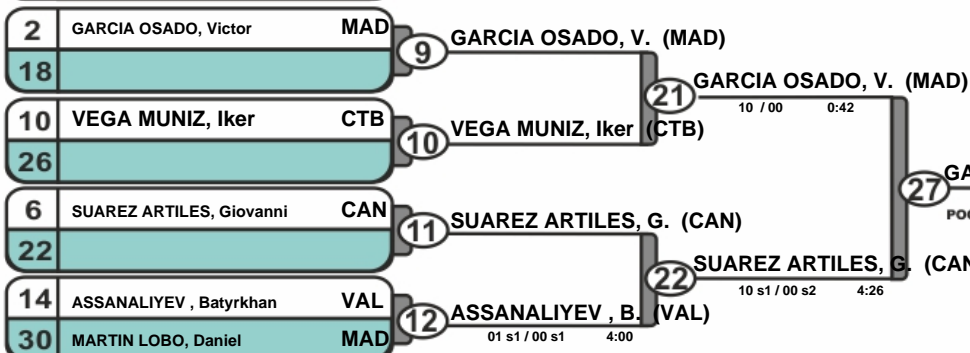 2 GARCIA OSADO, Victor MAD
18
9 GARCIA OSADO, V. (MAD)
10 VEGA MUNIZ, Iker CTB
26
10 VEGA MUNIZ, Iker (CTB)
21 GARCIA OSADO, V. (MAD)
10 / 00 0:42
6 SUAREZ ARTILES, Giovanni CAN
22
11 SUAREZ ARTILES, G. (CAN)
14 ASSANALIYEV , Batyrkhan VAL
30 MARTIN LOBO, Daniel MAD
12 ASSANALIYEV , B. (VAL)
01 s1 / 00 s1 4:00
22 SUAREZ ARTILES, G. (CAN
10 s1 / 00 s2 4:26
27 GA